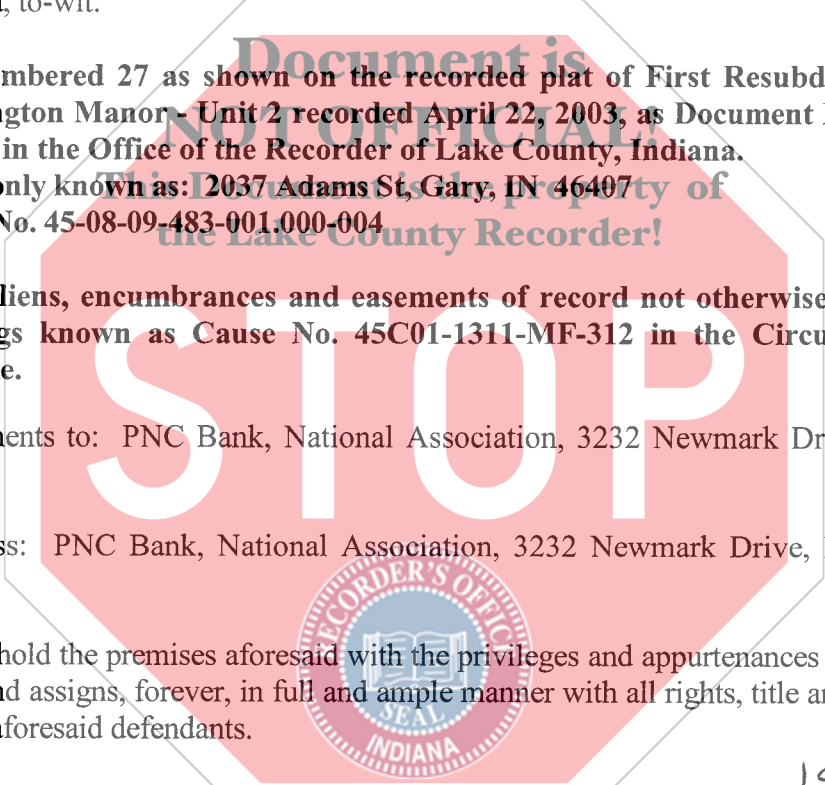 , to-wit.
Document is
mbered 27 as shown on the recorded plat of First Resubd
ngton Manor - Unit 2 recorded April 22, 2003, as Document
NOT OFFICIAL!
in the Office of the Recorder of Lake County, Indiana.
only known as: 2037 Adams St, Gary, IN 46407
This Document is the property of
No. 45-08-09-483-001.000-004
the Lake County Recorder!
liens, encumbrances and easements of record not otherwise
gs known as Cause No. 45C01-1311-MF-312 in the Circu
e.
STOP
nents to: PNC Bank, National Association, 3232 Newmark Dr
ss: PNC Bank, National Association, 3232 Newmark Drive,
RECORDER'S OFFICE
hold the premises aforesaid with the privileges and appurtenances
nd assigns, forever, in full and ample manner with all rights, title a
SEAL
aforesaid defendants.
INDIANA